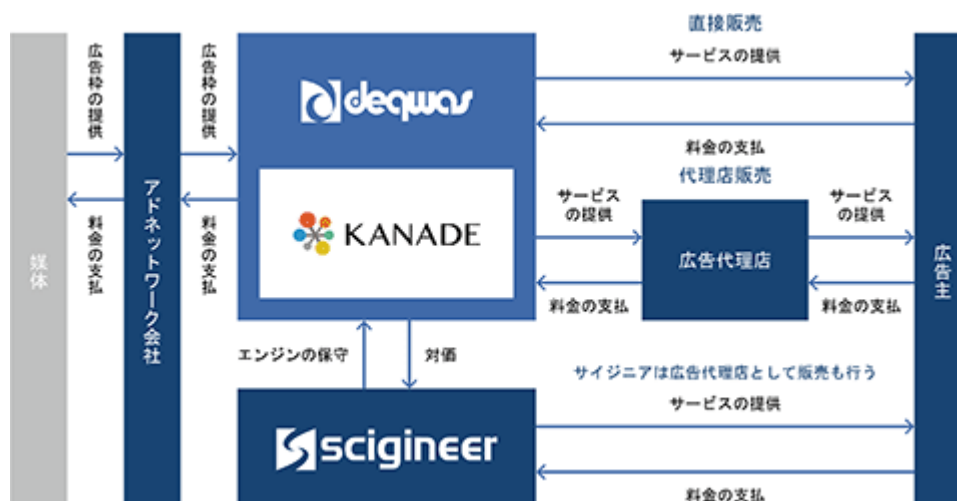 直接販売
サービスの提供
広告枠の提供
広告枠の提供
deqwas
料金の支払
代理店販売
サービス
の提供
サービス
の提供
KANADE
広告代理店
媒体
アドネットワーク会社
広告主
料金の支払
料金の支払
料金の支払
料金の支払
エンジンの保守
対価
サイジニアは広告代理店として販売も行う
サービスの提供
scigineer
料金の支払